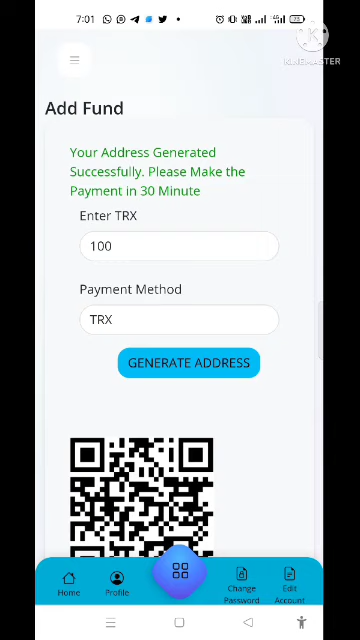 7:01
KINEMASTER
Add Fund
Your Address Generated
Successfully. Please Make the
Payment in 30 Minute
Enter TRX
100
Payment Method
TRX
GENERATE ADDRESS
Home
Profile
Change
Password
Edit
Account